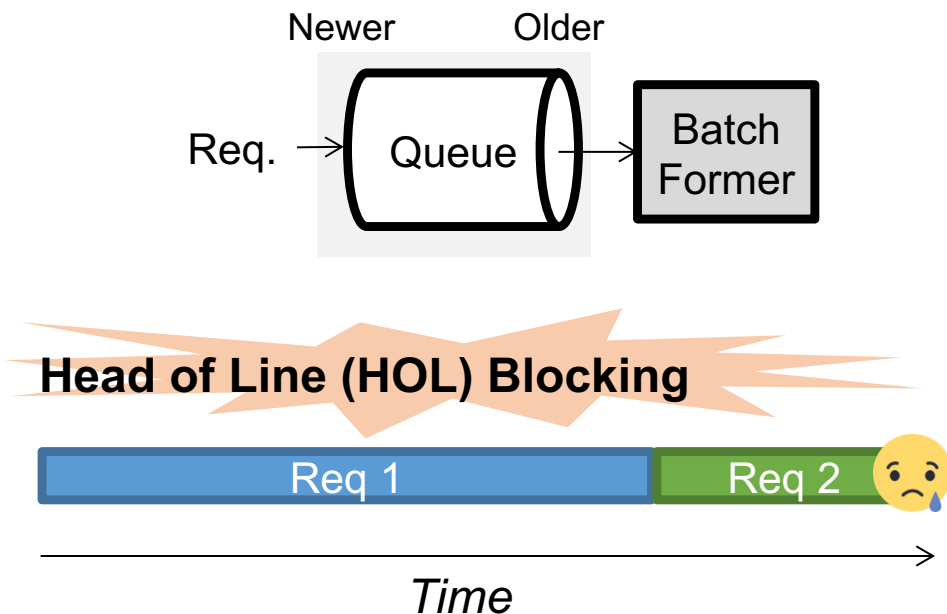 Newer Older
Req. Queue Batch
Former
Head of Line (HOL) Blocking
Req 1 Req 2
Time